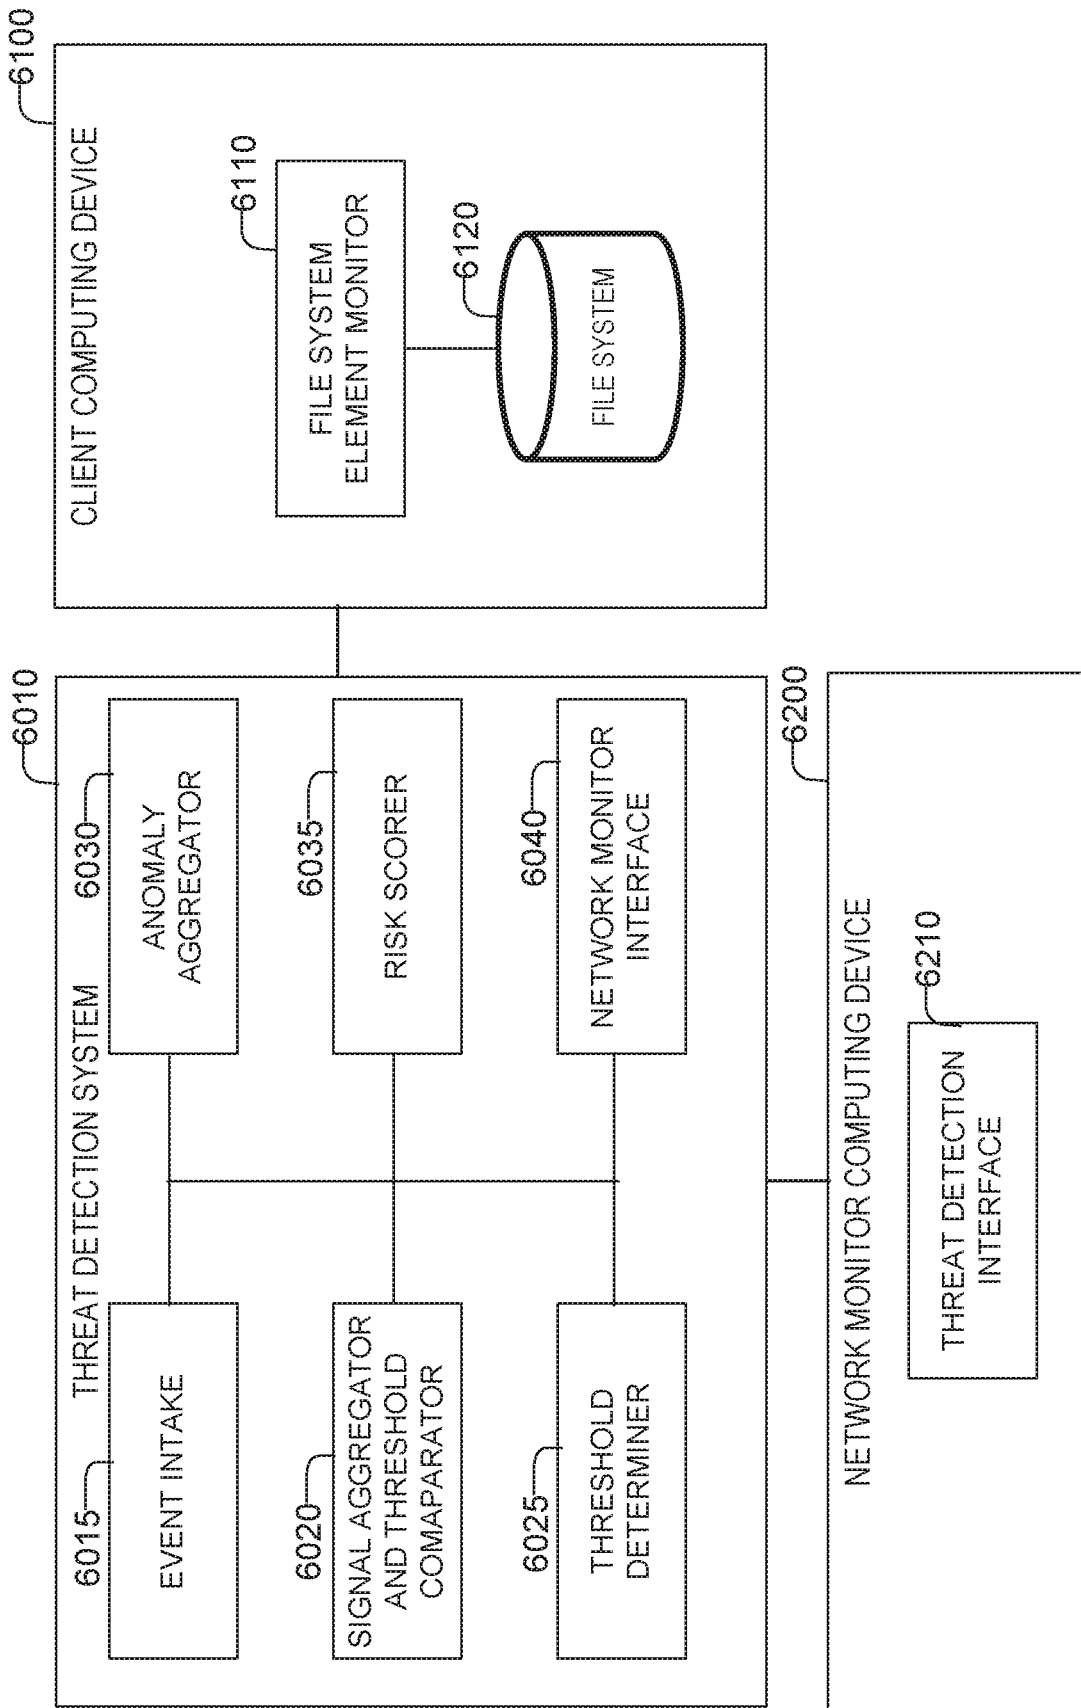 6010
THREAT DETECTION SYSTEM
6015
EVENT INTAKE
6020
SIGNAL AGGREGATOR
AND THRESHOLD
COMAPARATOR
6025
THRESHOLD
DETERMINER
6030
ANOMALY
AGGREGATOR
6035
RISK SCORER
6040
NETWORK MONITOR
INTERFACE
6100
CLIENT COMPUTING DEVICE
6110
FILE SYSTEM
ELEMENT MONITOR
6120
FILE SYSTEM
6200
NETWORK MONITOR COMPUTING DEVICE
6210
THREAT DETECTION
INTERFACE